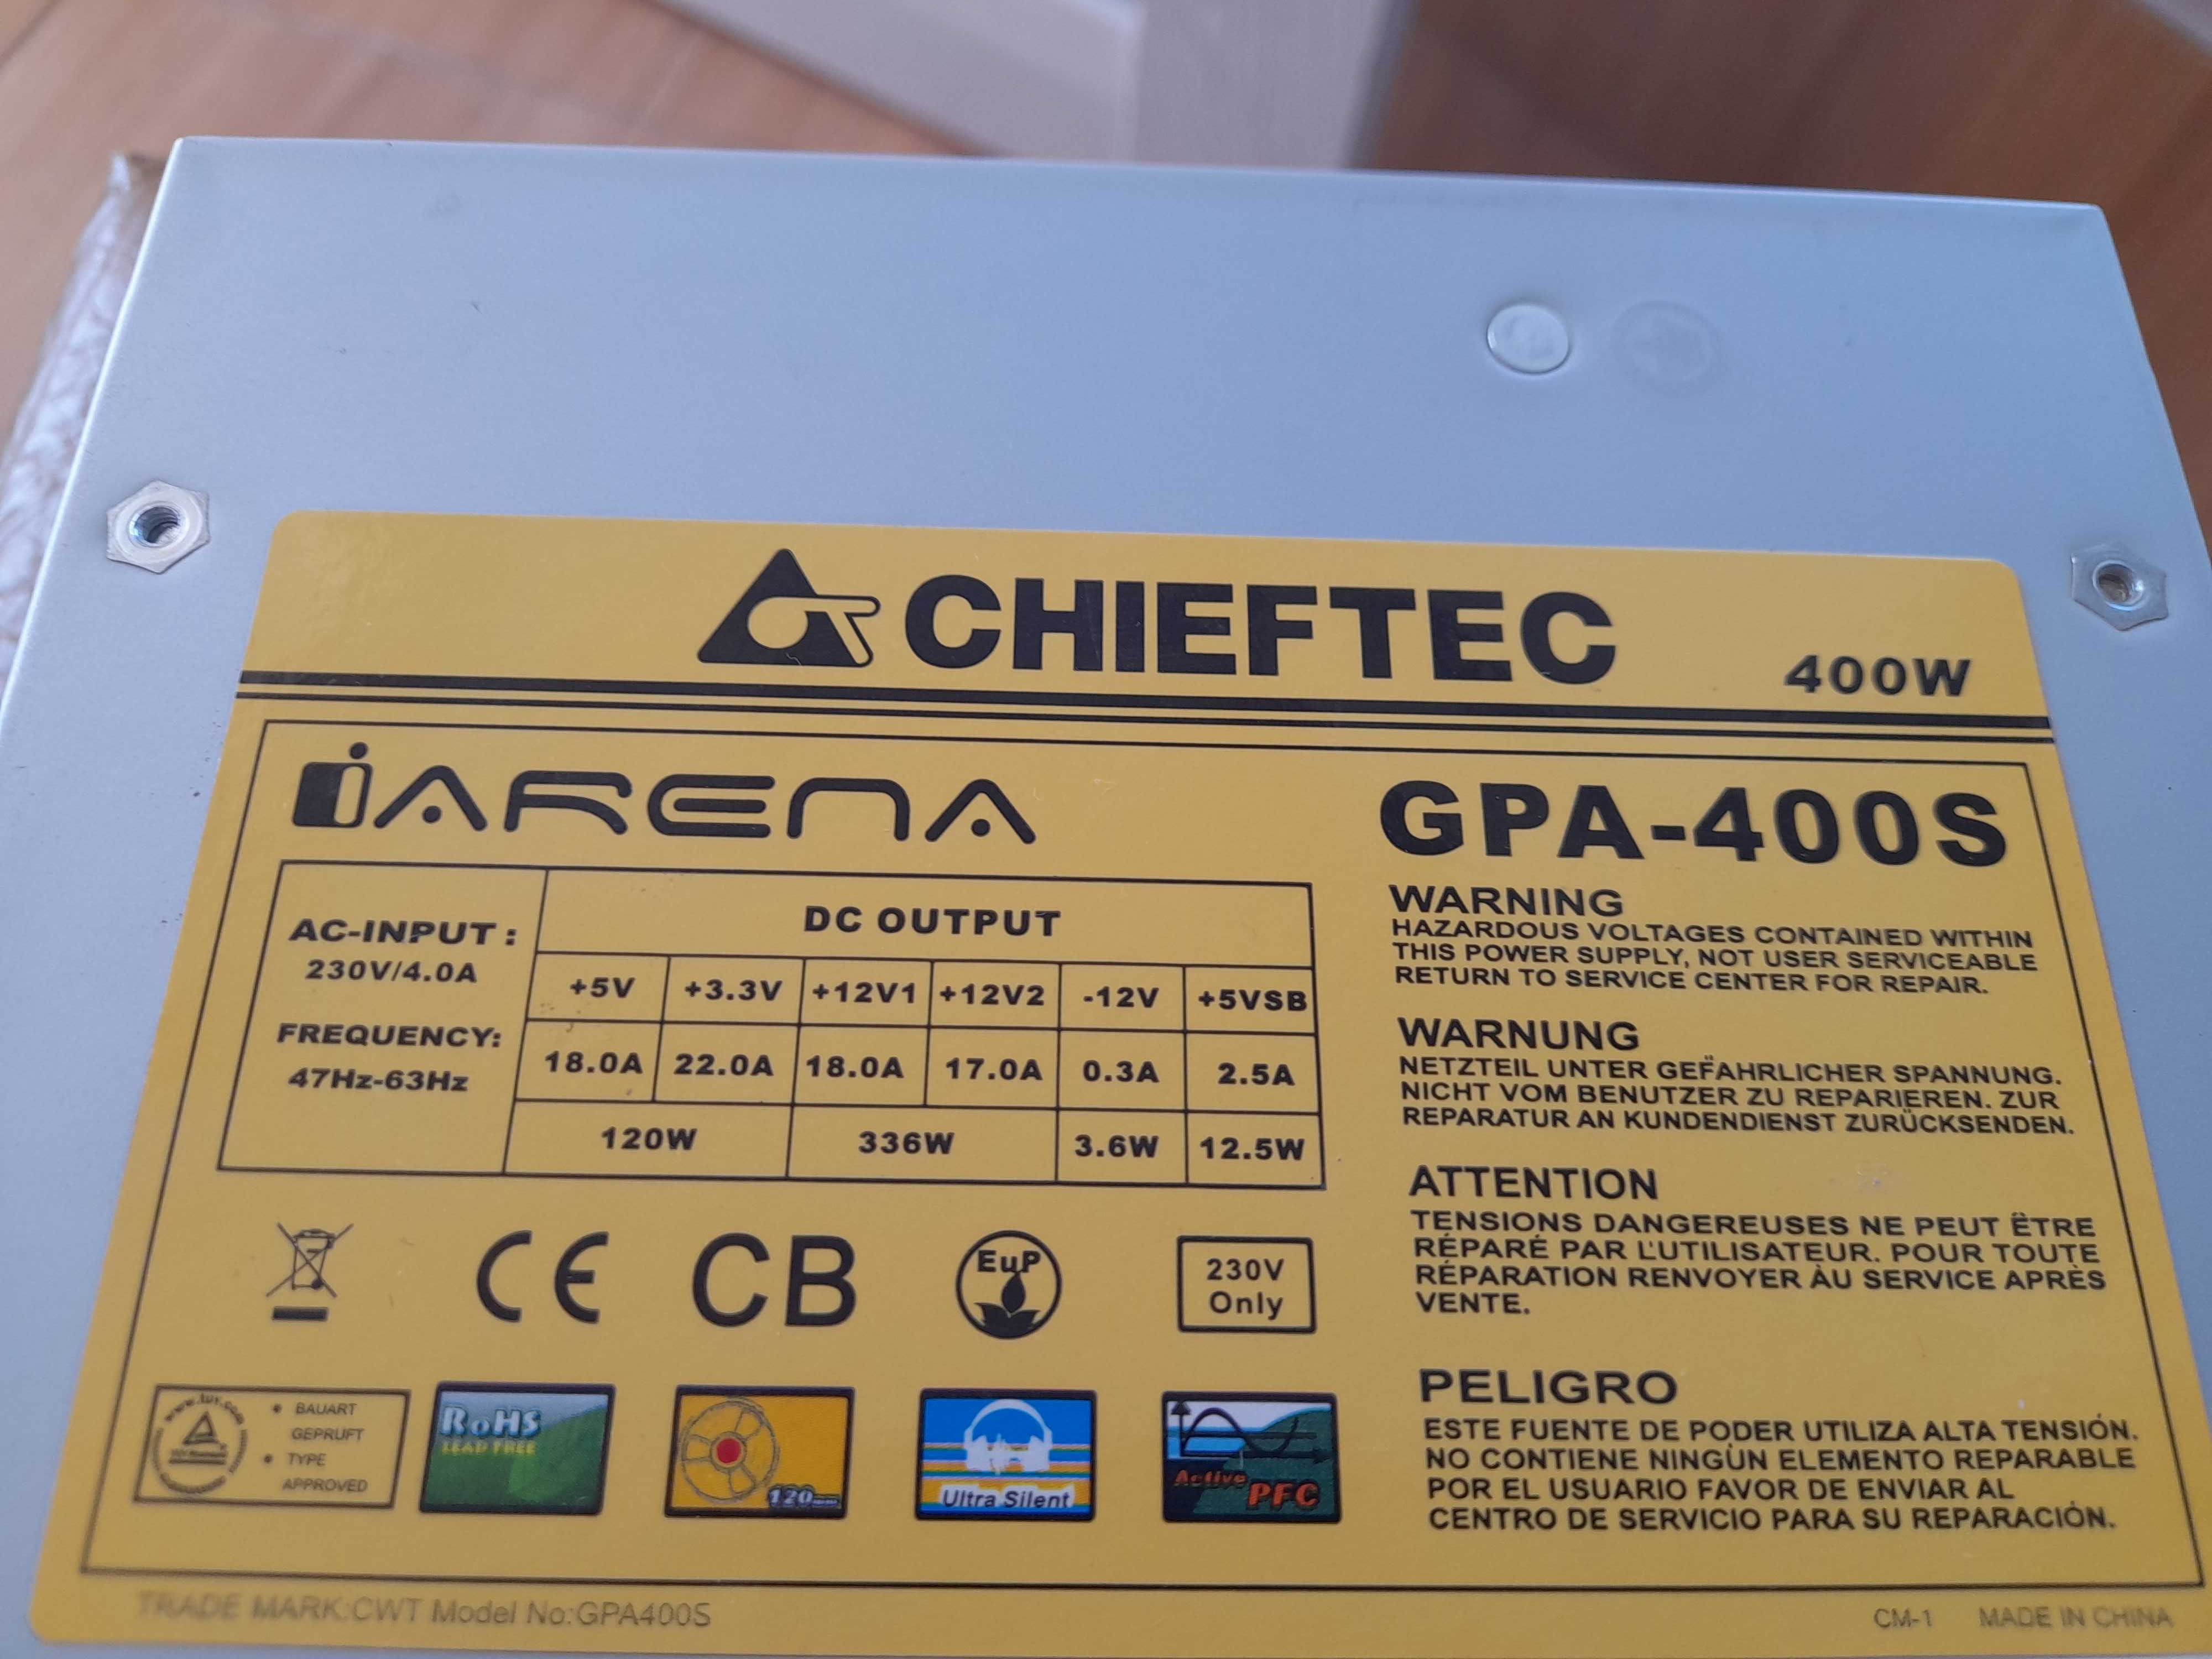 CHIEFTEC
400W
iARENA
GPA-400S
AC-INPUT:
230V/4.0A
FREQUENCY:
47Hz-63Hz
DC OUTPUT
+5V +3.3V +12V1 +12V2 -12V +5VSB
18.0A 22.0A 18.0A 17.0A 0.3A 2.5A
120W 336W 3.6W 12.5W
WARNING
HAZARDOUS VOLTAGES CONTAINED WITHIN
THIS POWER SUPPLY, NOT USER SERVICEABLE
RETURN TO SERVICE CENTER FOR REPAIR.
WARNUNG
NETZTEIL UNTER GEFÄHRLICHER SPANNUNG.
NICHT VOM BENUTZER ZU REPARIEREN. ZUR
REPARATUR AN KUNDENDIENST ZURÜCKSENDEN.
ATTENTION
TENSIONS DANGEREUSES NE PEUT ËTRE
RÉPARÉ PAR L'UTILISATEUR. POUR TOUTE
RÉPARATION RENVOYER ÀU SERVICE APRÈS
VENTE.
PELIGRO
ESTE FUENTE DE PODER UTILIZA ALTA TENSIÓN.
NO CONTIENE NINGÙN ELEMENTO REPARABLE
POR EL USUARIO FAVOR DE ENVIAR AL
CENTRO DE SERVICIO PARA SU REPARACIÓN.
CE
CB
EuP
230V
Only
www.tuv.com
• BAUART
GEPRUFT
• TYPE
APPROVED
RoHS
LEAD FREE
120mm
Ultra Silent
Active
PFC
TRADE MARK:CWT Model No:GPA400S
CM-1 MADE IN CHINA